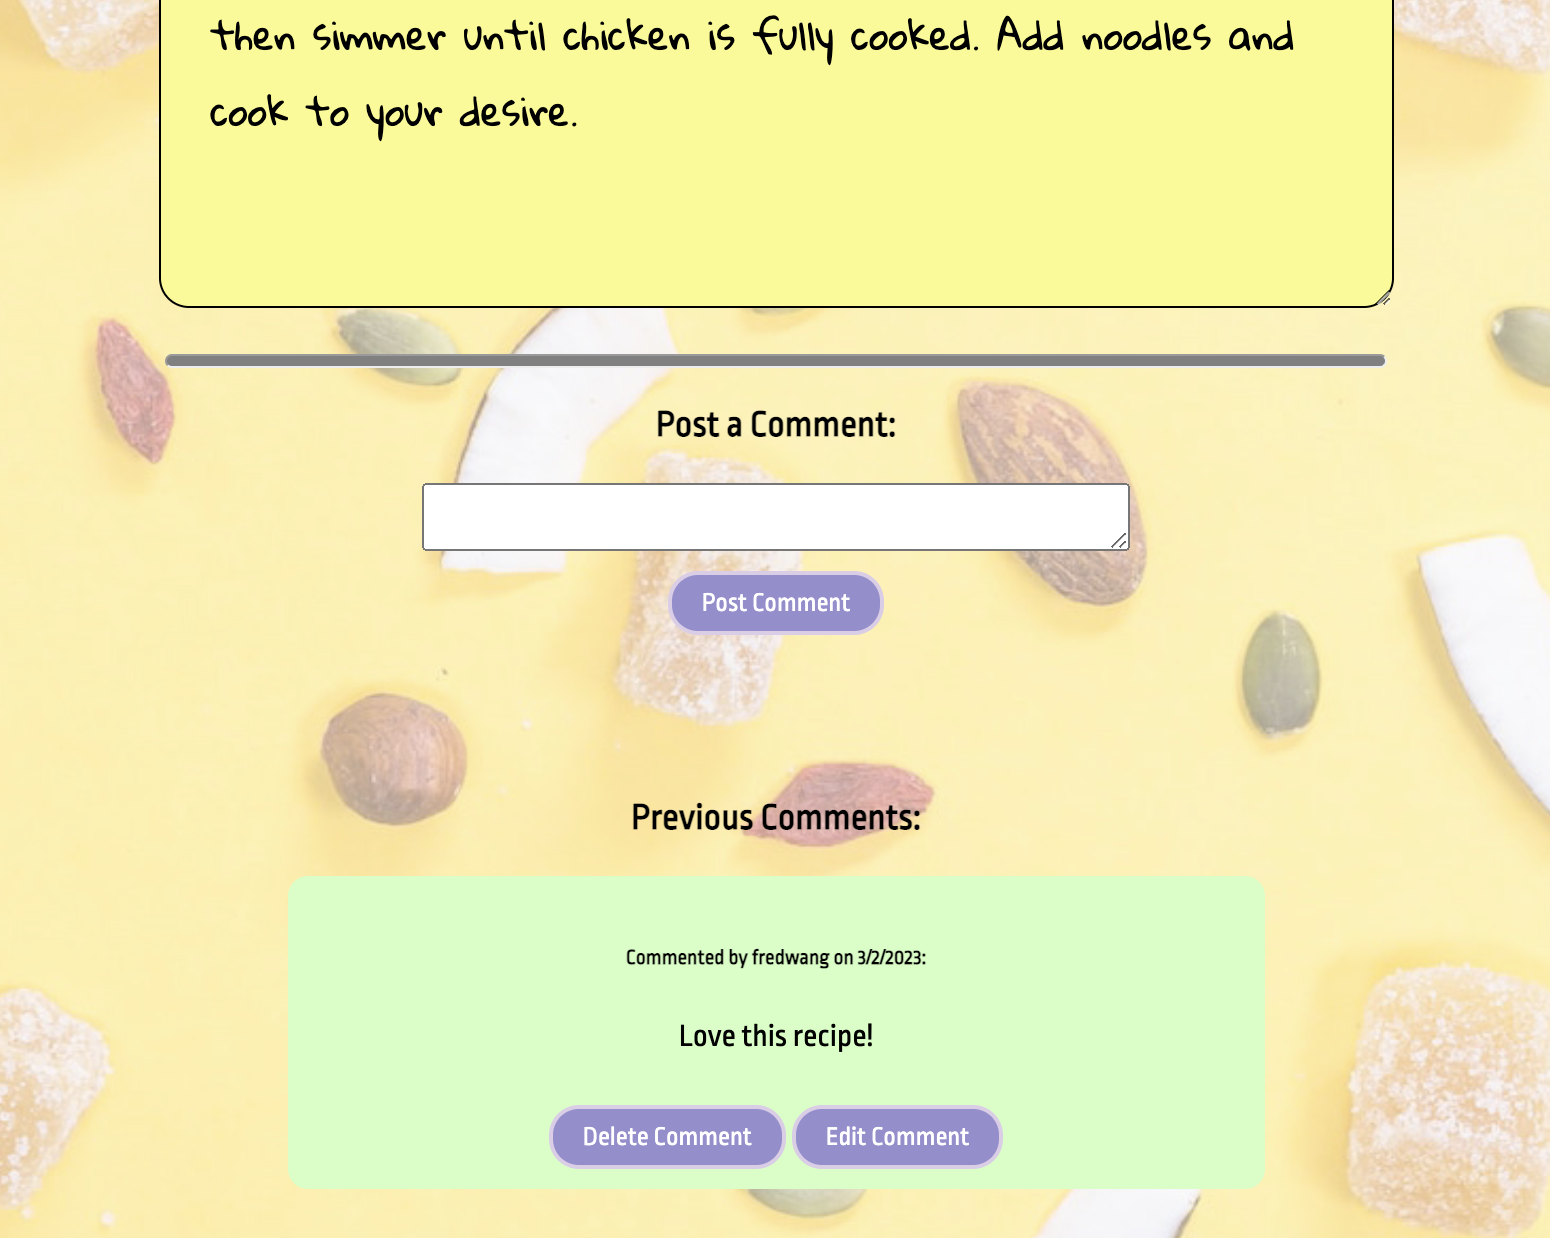 then simmer until chicken is fully cooked. Add noodles and
cook to your desire.
Post a Comment:
Post Comment
Previous Comments:
Commented by fredwang on 3/2/2023:
Love this recipe!
Delete Comment
Edit Comment